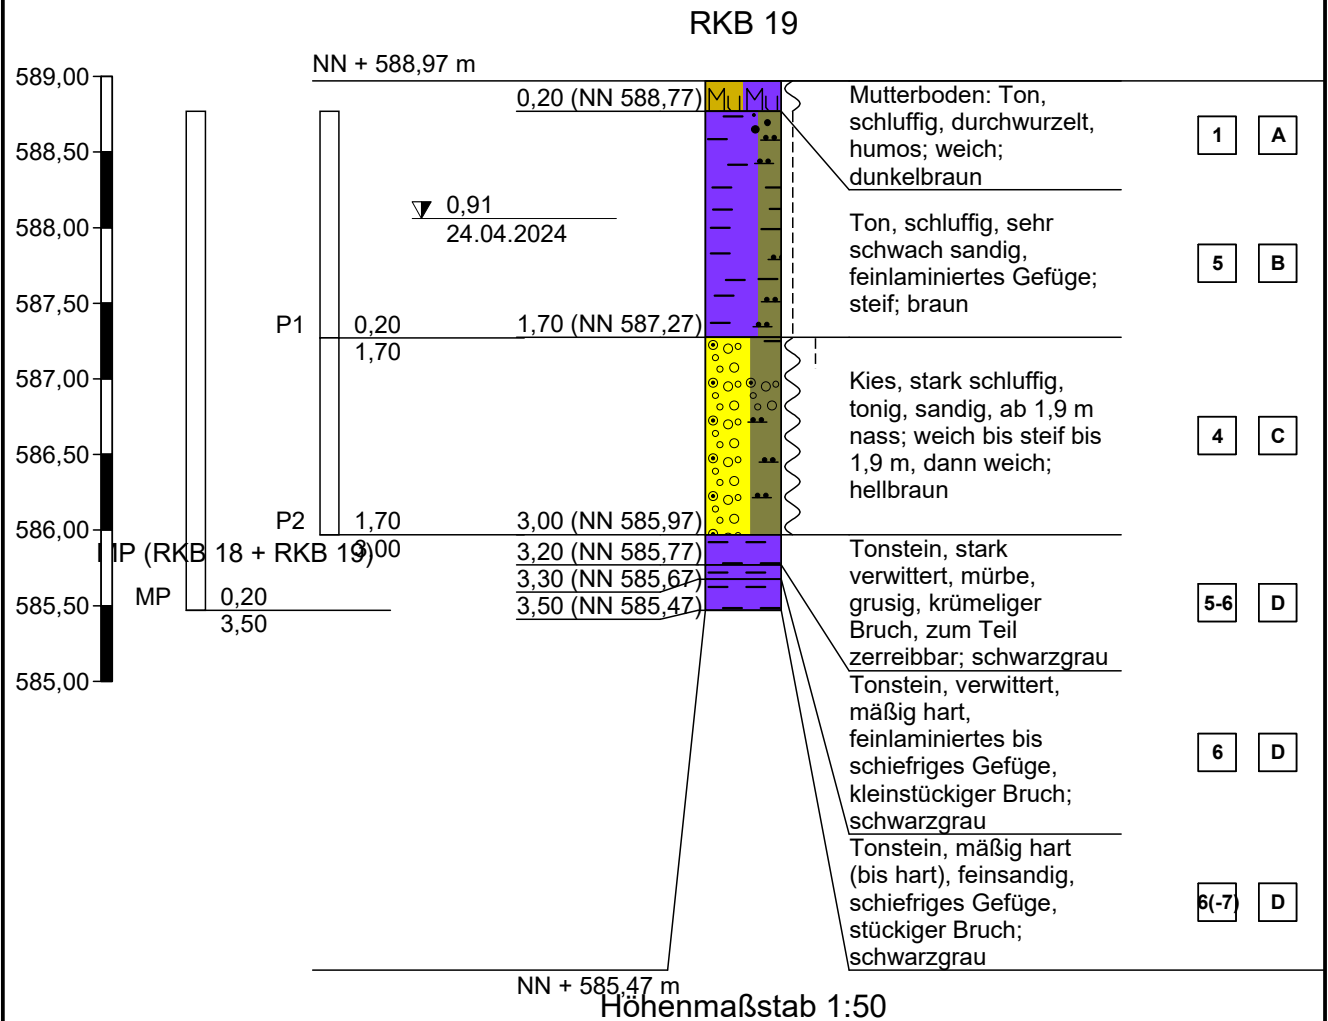 RKB 19
NN + 588,97 m
589,00
588,50
588,00
587,50
587,00
586,50
586,00
585,50
585,00
MP (RKB 18 + RKB 19)
MP
0,20
3,50
P1
0,20
1,70
P2
1,70
3,00
0,91
24.04.2024
0,20 (NN 588,77)
1,70 (NN 587,27)
3,00 (NN 585,97)
3,20 (NN 585,77)
3,30 (NN 585,67)
3,50 (NN 585,47)
Mu Mu
Mutterboden: Ton,
schluffig, durchwurzelt,
humos; weich;
dunkelbraun
1 A
Ton, schluffig, sehr
schwach sandig,
feinlaminiertes Gefüge;
steif; braun
5 B
Kies, stark schluffig,
tonig, sandig, ab 1,9 m
nass; weich bis steif bis
1,9 m, dann weich;
hellbraun
4 C
Tonstein, stark
verwittert, mürbe,
grusig, krümeliger
Bruch, zum Teil
zerreibbar; schwarzgrau
5-6 D
Tonstein, verwittert,
mäßig hart,
feinlaminiertes bis
schiefriges Gefüge,
kleinstückiger Bruch;
schwarzgrau
6 D
Tonstein, mäßig hart
(bis hart), feinsandig,
schiefriges Gefüge,
stückiger Bruch;
schwarzgrau
6(-7) D
NN + 585,47 m
Höhenmaßstab 1:50